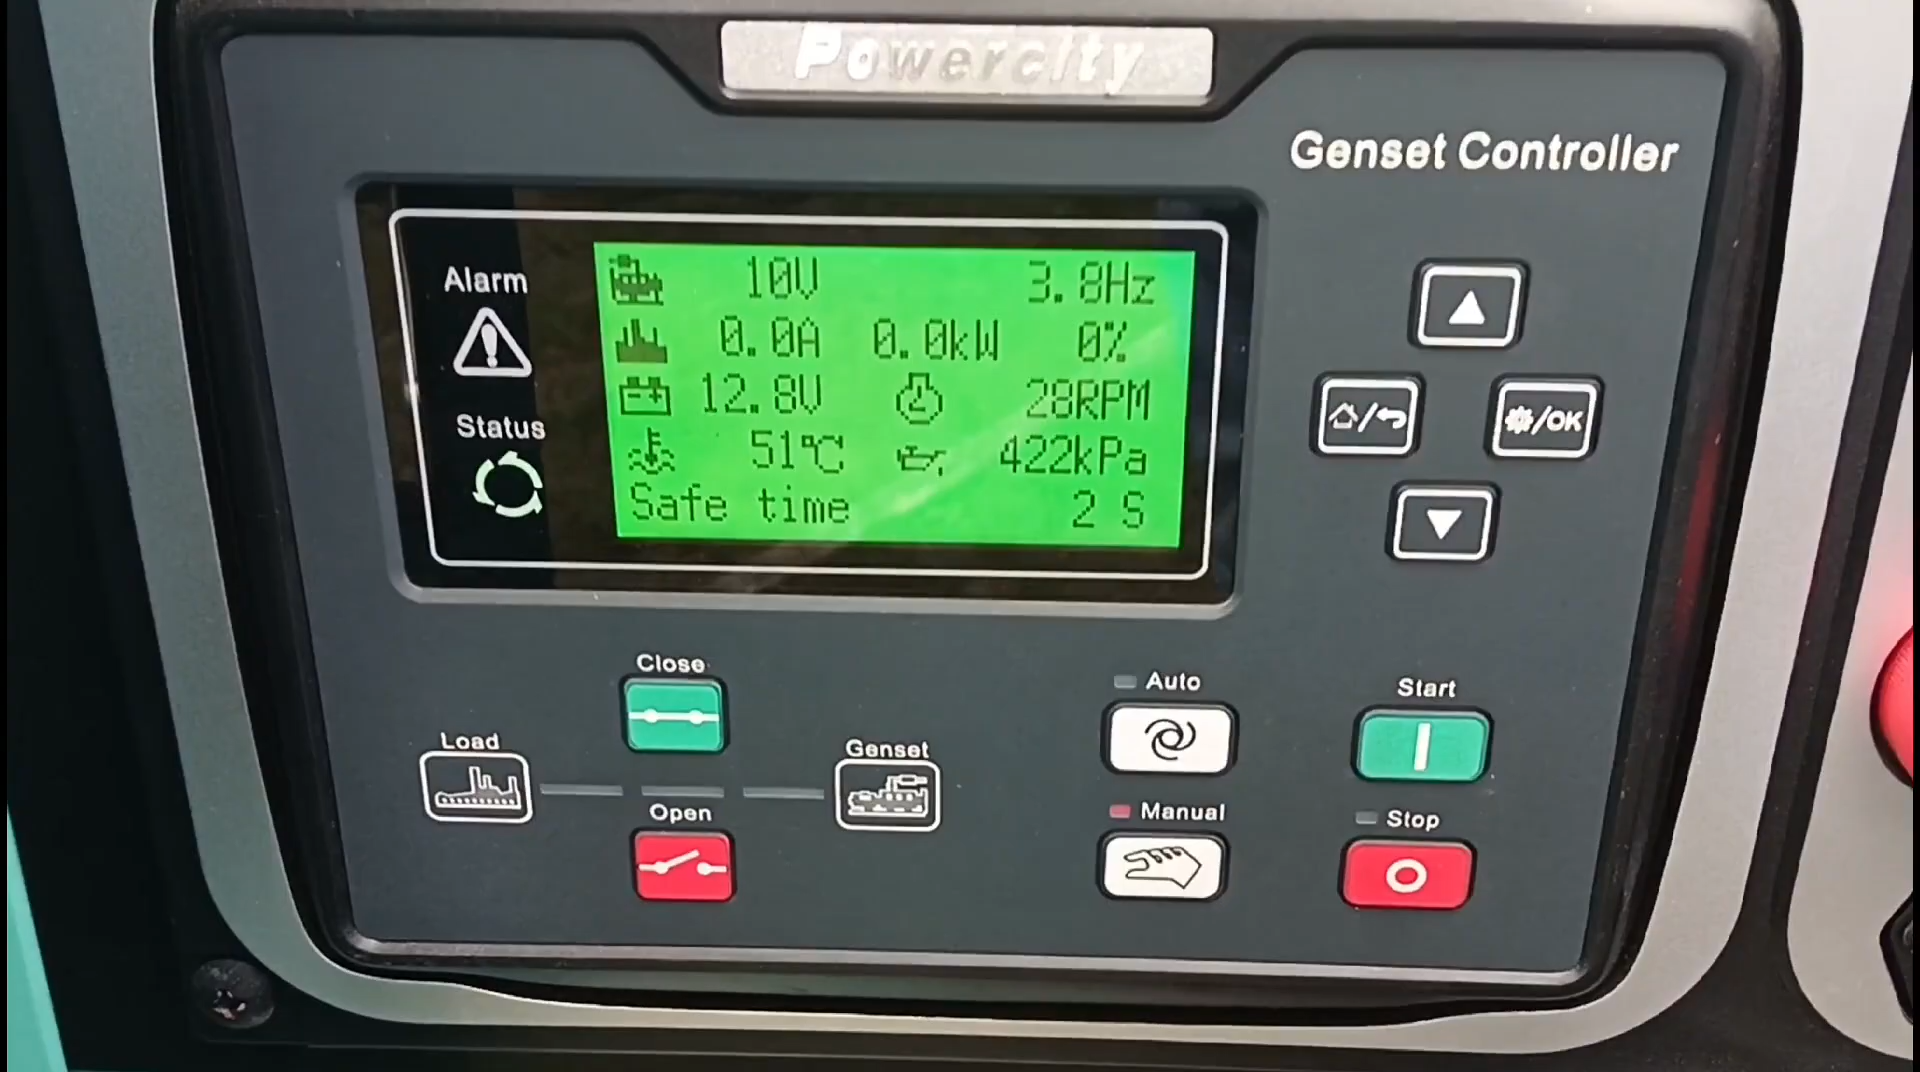 Powercity
Genset Controller
Alarm
Status
10V 3.8Hz
0.0A 0.0kW 0%
12.8V 28RPM
51℃ 422kPa
Safe time 2 S
/OK
Close
Load
Genset
Open
Auto
Start
Manual
Stop